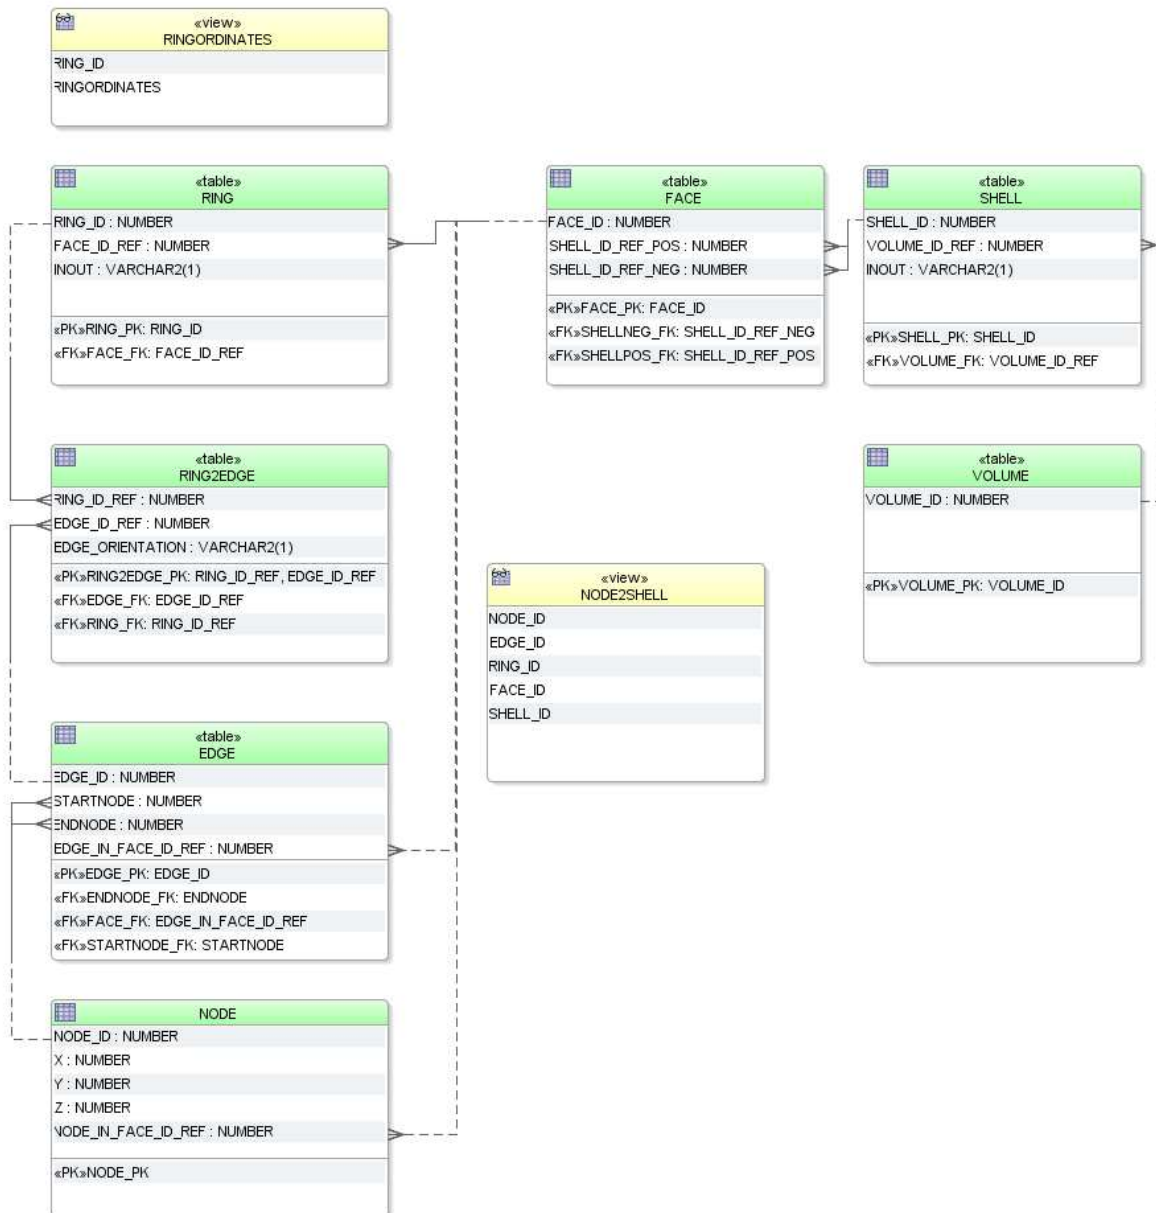 «view»
RINGORDINATES
RING_ID
RINGORDINATES
«table»
RING
RING_ID : NUMBER
FACE_ID_REF : NUMBER
INOUT : VARCHAR2(1)
«PK»RING_PK: RING_ID
«FK»FACE_FK: FACE_ID_REF
«table»
FACE
FACE_ID : NUMBER
SHELL_ID_REF_POS : NUMBER
SHELL_ID_REF_NEG : NUMBER
«PK»FACE_PK: FACE_ID
«FK»SHELLNEG_FK: SHELL_ID_REF_NEG
«FK»SHELLPOS_FK: SHELL_ID_REF_POS
«table»
SHELL
SHELL_ID : NUMBER
VOLUME_ID_REF : NUMBER
INOUT : VARCHAR2(1)
«PK»SHELL_PK: SHELL_ID
«FK»VOLUME_FK: VOLUME_ID_REF
«table»
RING2EDGE
RING_ID_REF : NUMBER
EDGE_ID_REF : NUMBER
EDGE_ORIENTATION : VARCHAR2(1)
«PK»RING2EDGE_PK: RING_ID_REF, EDGE_ID_REF
«FK»EDGE_FK: EDGE_ID_REF
«FK»RING_FK: RING_ID_REF
«table»
VOLUME
VOLUME_ID : NUMBER
«PK»VOLUME_PK: VOLUME_ID
«view»
NODE2SHELL
NODE_ID
EDGE_ID
RING_ID
FACE_ID
SHELL_ID
«table»
EDGE
EDGE_ID : NUMBER
STARTNODE : NUMBER
ENDNODE : NUMBER
EDGE_IN_FACE_ID_REF : NUMBER
«PK»EDGE_PK: EDGE_ID
«FK»ENDNODE_FK: ENDNODE
«FK»FACE_FK: EDGE_IN_FACE_ID_REF
«FK»STARTNODE_FK: STARTNODE
NODE
NODE_ID : NUMBER
X : NUMBER
Y : NUMBER
Z : NUMBER
NODE_IN_FACE_ID_REF : NUMBER
«PK»NODE_PK